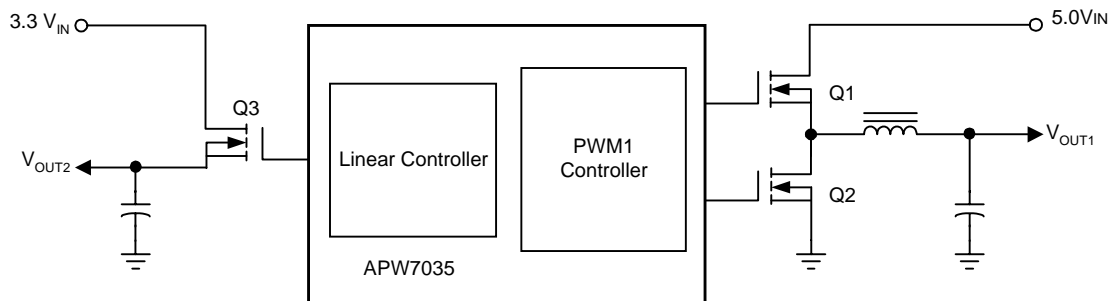 3.3 VIN
5.0VIN
Q3
Q1
Linear Controller
PWM1
Controller
VOUT2
VOUT1
Q2
APW7035